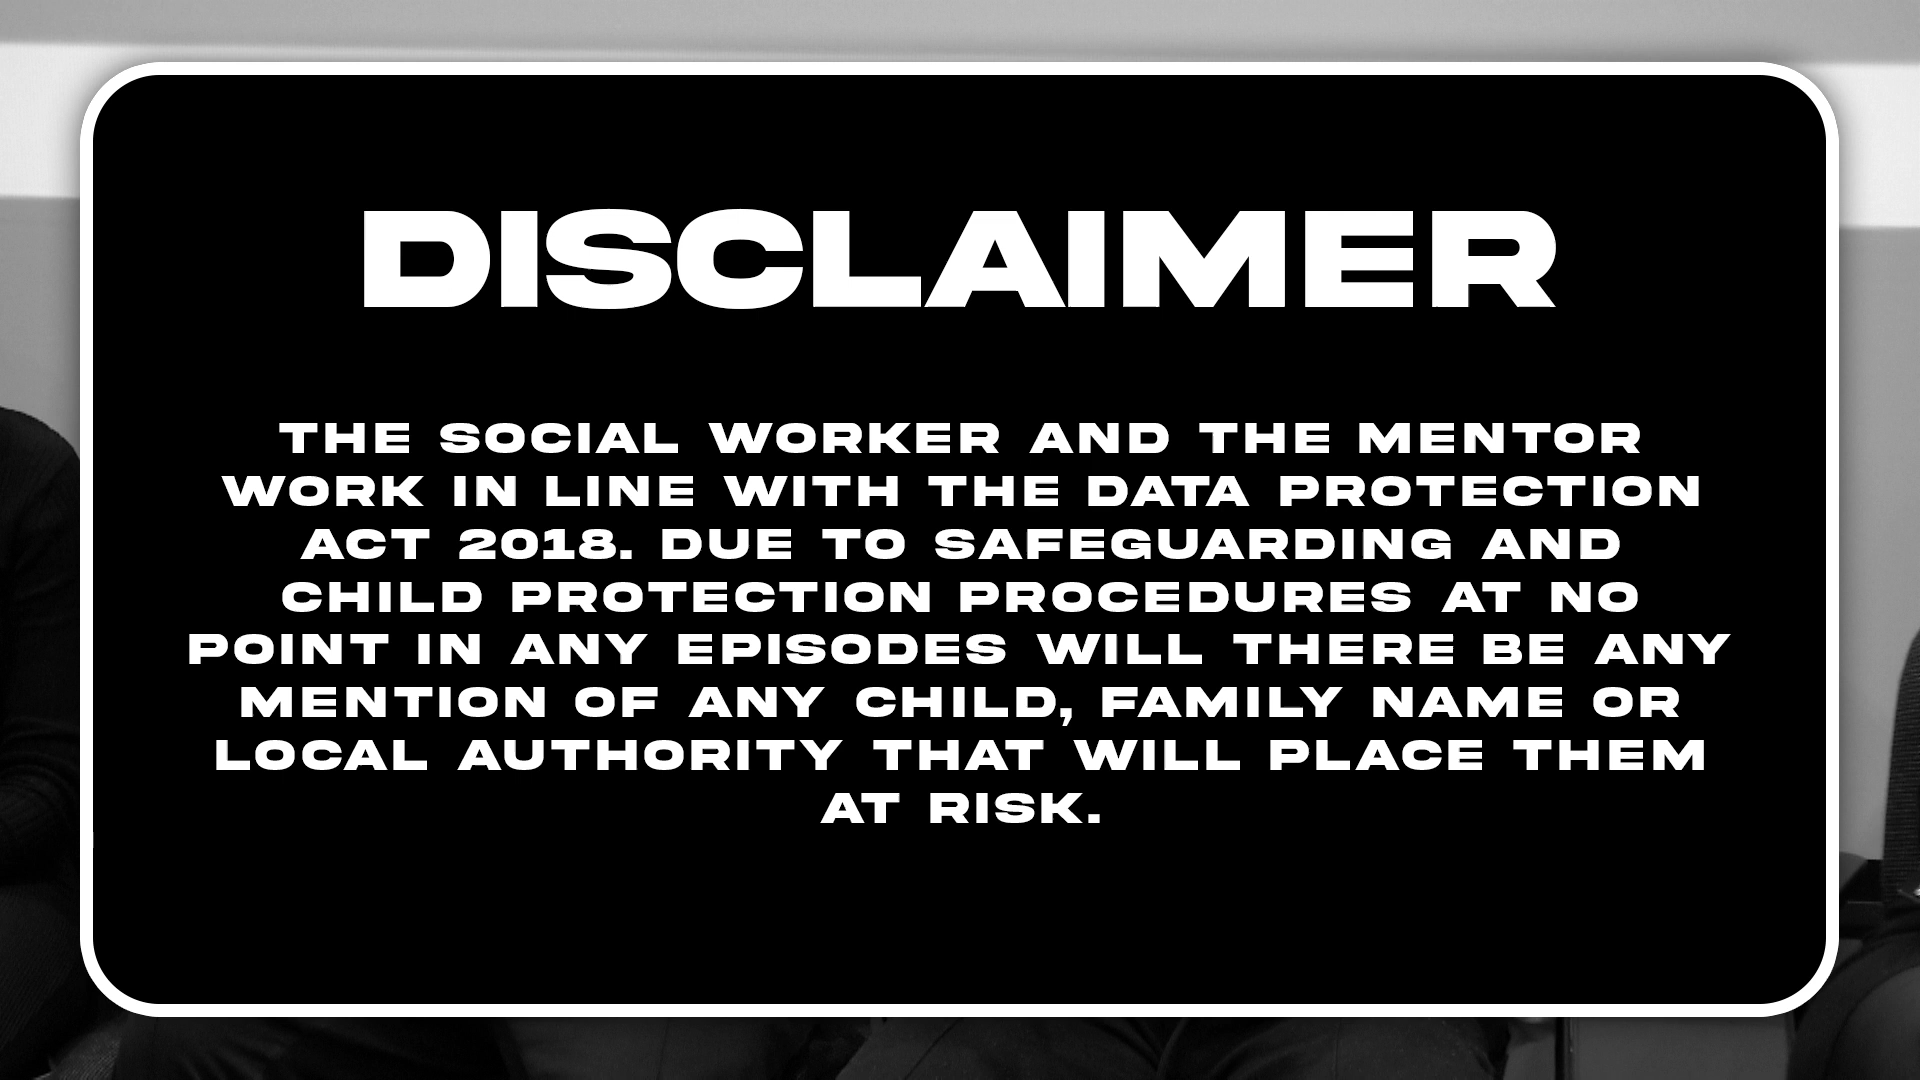 DISCLAIMER
THE SOCIAL WORKER AND THE MENTOR
WORK IN LINE WITH THE DATA PROTECTION
ACT 2018. DUE TO SAFEGUARDING AND
CHILD PROTECTION PROCEDURES AT NO
POINT IN ANY EPISODES WILL THERE BE ANY
MENTION OF ANY CHILD, FAMILY NAME OR
LOCAL AUTHORITY THAT WILL PLACE THEM
AT RISK.